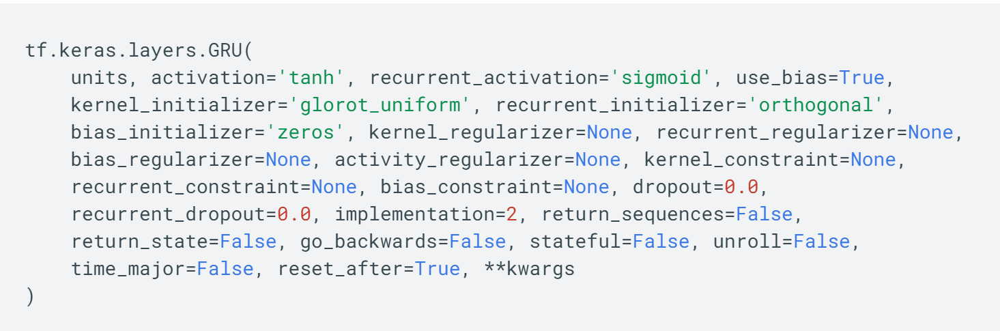 tf.keras.layers.GRU(
    units, activation='tanh', recurrent_activation='sigmoid', use_bias=True,
    kernel_initializer='glorot_uniform', recurrent_initializer='orthogonal',
    bias_initializer='zeros', kernel_regularizer=None, recurrent_regularizer=None,
    bias_regularizer=None, activity_regularizer=None, kernel_constraint=None,
    recurrent_constraint=None, bias_constraint=None, dropout=0.0,
    recurrent_dropout=0.0, implementation=2, return_sequences=False,
    return_state=False, go_backwards=False, stateful=False, unroll=False,
    time_major=False, reset_after=True, **kwargs
)